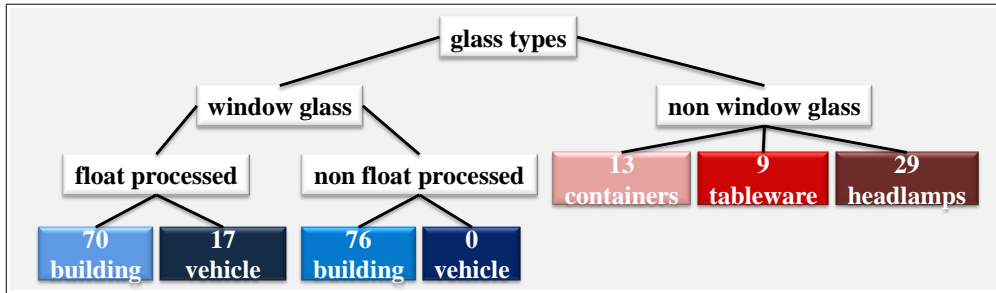 glass types
window glass
non window glass
float processed
non float processed
13
containers
9
tableware
29
headlamps
70
building
17
vehicle
76
building
0
vehicle